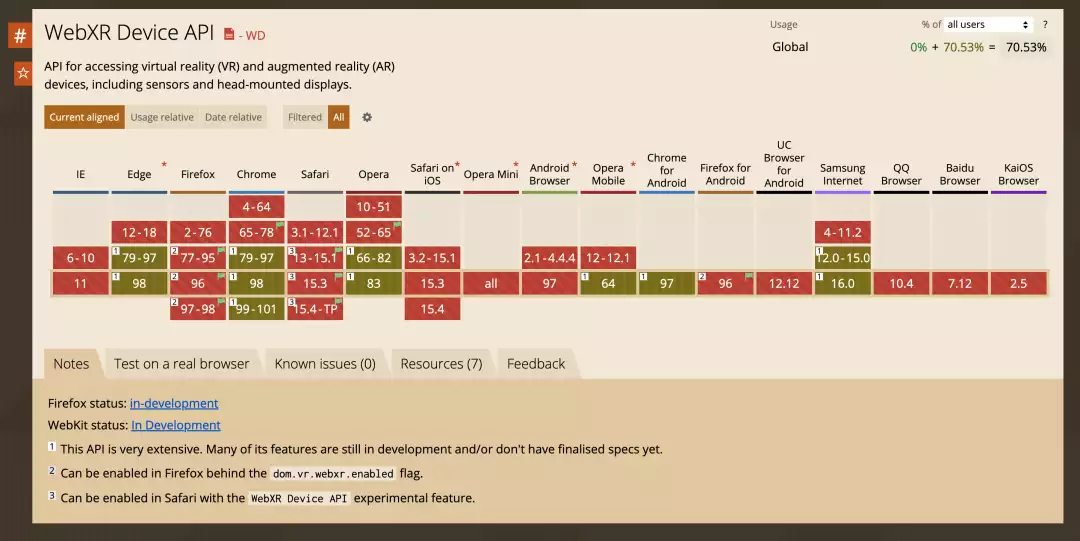 #
WebXR Device API - WD
Usage % of all users ?
Global 0% + 70.53% = 70.53%
☆
API for accessing virtual reality (VR) and augmented reality (AR)
devices, including sensors and head-mounted displays.
Current aligned Usage relative Date relative Filtered All
IE
Edge *
Firefox
Chrome
Safari
Opera
Safari on iOS *
Opera Mini *
Android Browser *
Opera Mobile *
Chrome for Android
Firefox for Android
UC Browser for Android
Samsung Internet
QQ Browser
Baidu Browser
KaiOS Browser
4-64 10-51
12-18 2-76 65-78 3.1-12.1 52-65 4-11.2
6-10 1 79-97 2 77-95 1 79-97 3 13-15.1 1 66-82 3.2-15.1 2.1-4.4.4 12-12.1 1 12.0-15.0
11 1 98 2 96 1 98 3 15.3 1 83 15.3 all 97 1 64 1 97 2 96 12.12 1 16.0 10.4 7.12 2.5
2 97-98 1 99-101 3 15.4-TP 15.4
Notes Test on a real browser Known issues (0) Resources (7) Feedback
Firefox status: in-development
WebKit status: In Development
1 This API is very extensive. Many of its features are still in development and/or don't have finalised specs yet.
2 Can be enabled in Firefox behind the dom.vr.webxr.enabled flag.
3 Can be enabled in Safari with the WebXR Device API experimental feature.